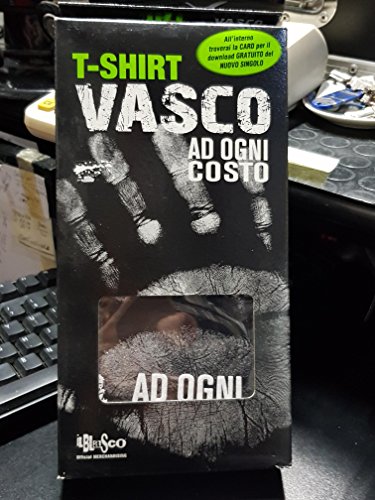 All'interno
troverai la CARD per il
download GRATUITO del
NUOVO SINGOLO
T-SHIRT
VASCO
AD OGNI
COSTO
AD OGNI
Official MERCHANDISING